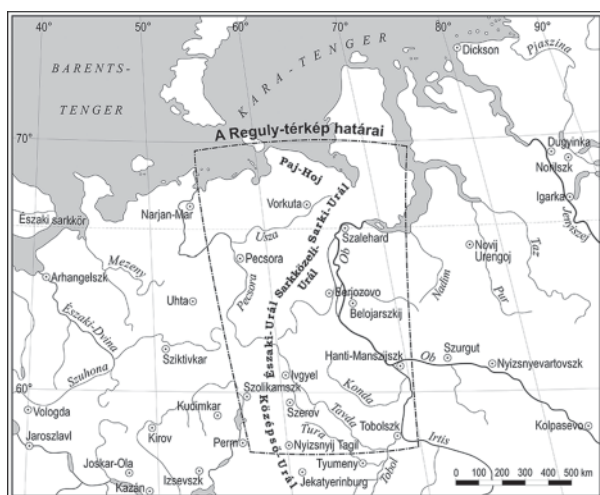 40°
50°
60°
70°
80°
90°
BARENTS-
TENGER
KARA-TENGER
Dickson
Pjaszina
70°
A Reguly-térkép határai
Dugyinka
Norilszk
Igarka
Jenyiszej
Paj-Hoj
Narjan-Mar
Vorkuta
Északi sarkkör
Usza
Sarki-Urál
Szalehard
Mezeny
Pecsora
Sarkközeli-
Urál
Ob
Novij
Urengoj
Taz
Arhangelszk
Pecsora
Uhta
Berjozovo
Nadim
Pur
Belojarszkij
Északi-Dvina
Északi-Urál
Sziktivkar
Hanti-Manszijszk
Ob
Szurgut
Nyizsnyevartovszk
Szuhona
60°
Ivgyel
Szolikamszk
Konda
Vologda
Kudimkar
Szerov
Tavda
Kolpasevo
Jaroszlavl
Kirov
Perm
Középső-Urál
Tura
Tobolszk
Irtis
Nyizsnyij Tagil
Joskar-Ola
Izsevszk
Tyumeny
Tobol
Kazán
Jekatyerinburg
0 100 200 300 400 500 km